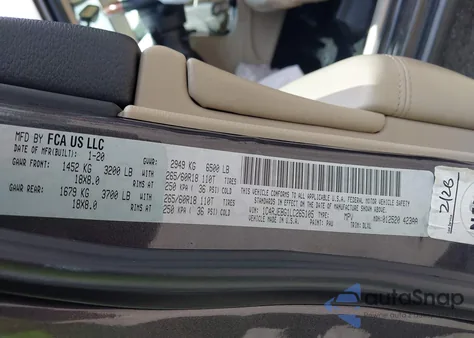 MFD BY FCA US LLC
DATE OF MFR(BUILT): 1-20 GVWR: 2949 KG 6500 LB
GAWR FRONT: 1452 KG 3200 LB WITH 265/60R18 110T TIRES
18X8.0 RIMS AT 250 KPA ( 36 PSI) COLD
GAWR REAR: 1679 KG 3700 LB WITH 265/60R18 110T TIRES
18X8.0 RIMS AT 250 KPA ( 36 PSI) COLD
THIS VEHICLE CONFORMS TO ALL APPLICABLE FEDERAL MOTOR VEHICLE SAFETY
STANDARDS IN EFFECT ON THE DATE OF MANUFACTURE SHOWN ABOVE.
TYPE: MPV
MDH: 012520 423AA
PAINT: PAU
autoSnap